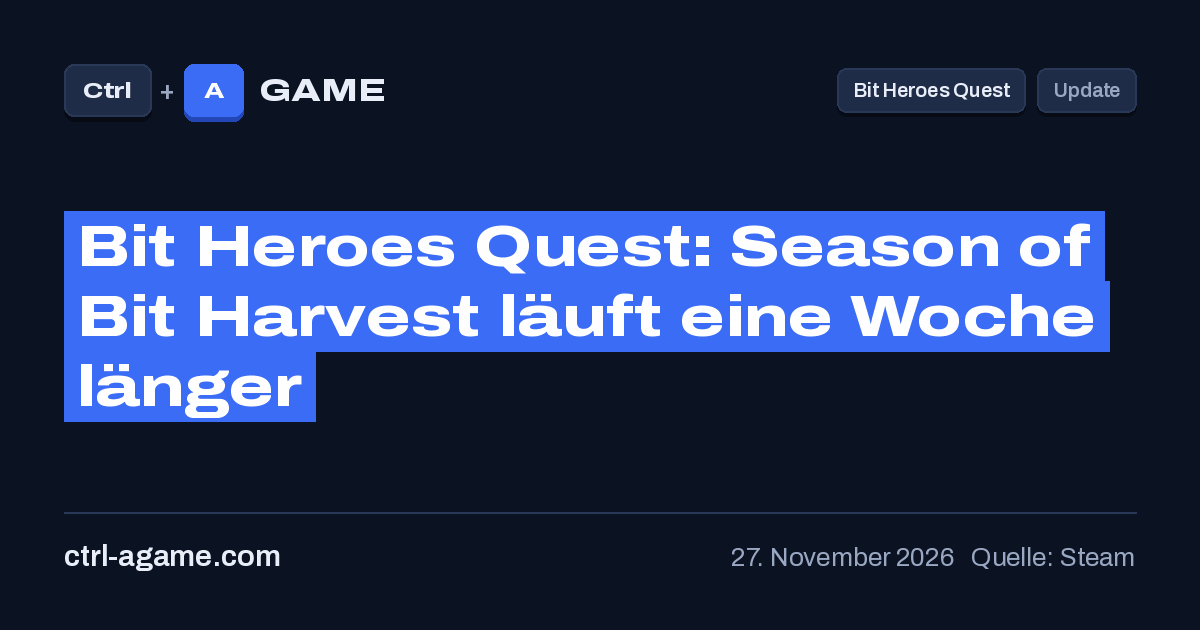 Ctrl + A GAME
Bit Heroes Quest Update
Bit Heroes Quest: Season of
Bit Harvest läuft eine Woche
länger
ctrl-agame.com
27. November 2026 Quelle: Steam